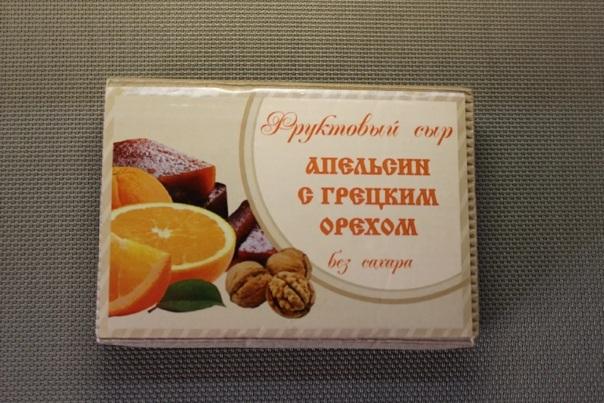 Фруктовый сыр
АПЕЛЬСИН
С ГРЕЦКИМ
ОРЕХОМ
без сахара